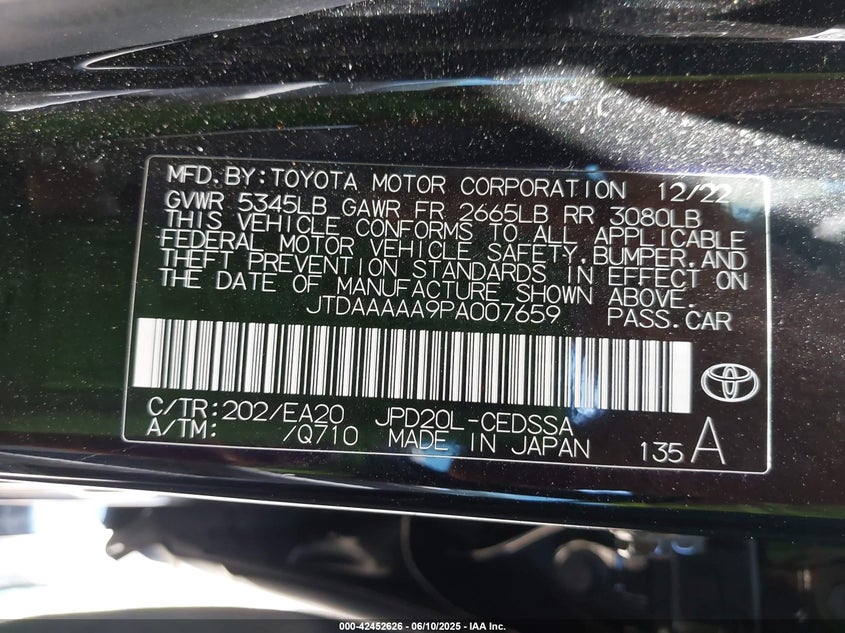 MFD.BY:TOYOTA MOTOR CORPORATION 12/22
GVWR 5345LB GAWR FR 2665LB RR 3080LB
THIS VEHICLE CONFORMS TO ALL APPLICABLE
FEDERAL MOTOR VEHICLE SAFETY,BUMPER,AND
THEFT PREVENTION STANDARDS IN EFFECT ON
THE DATE OF MANUFACTURE SHOWN ABOVE.
JTDAAAAA9PA007659 PASS.CAR
C/TR:202/EA20 JPD20L-CEDSSA
A/TM: /Q710 MADE IN JAPAN 135 A
000-42452626 - 06/10/2025 - IAA Inc.